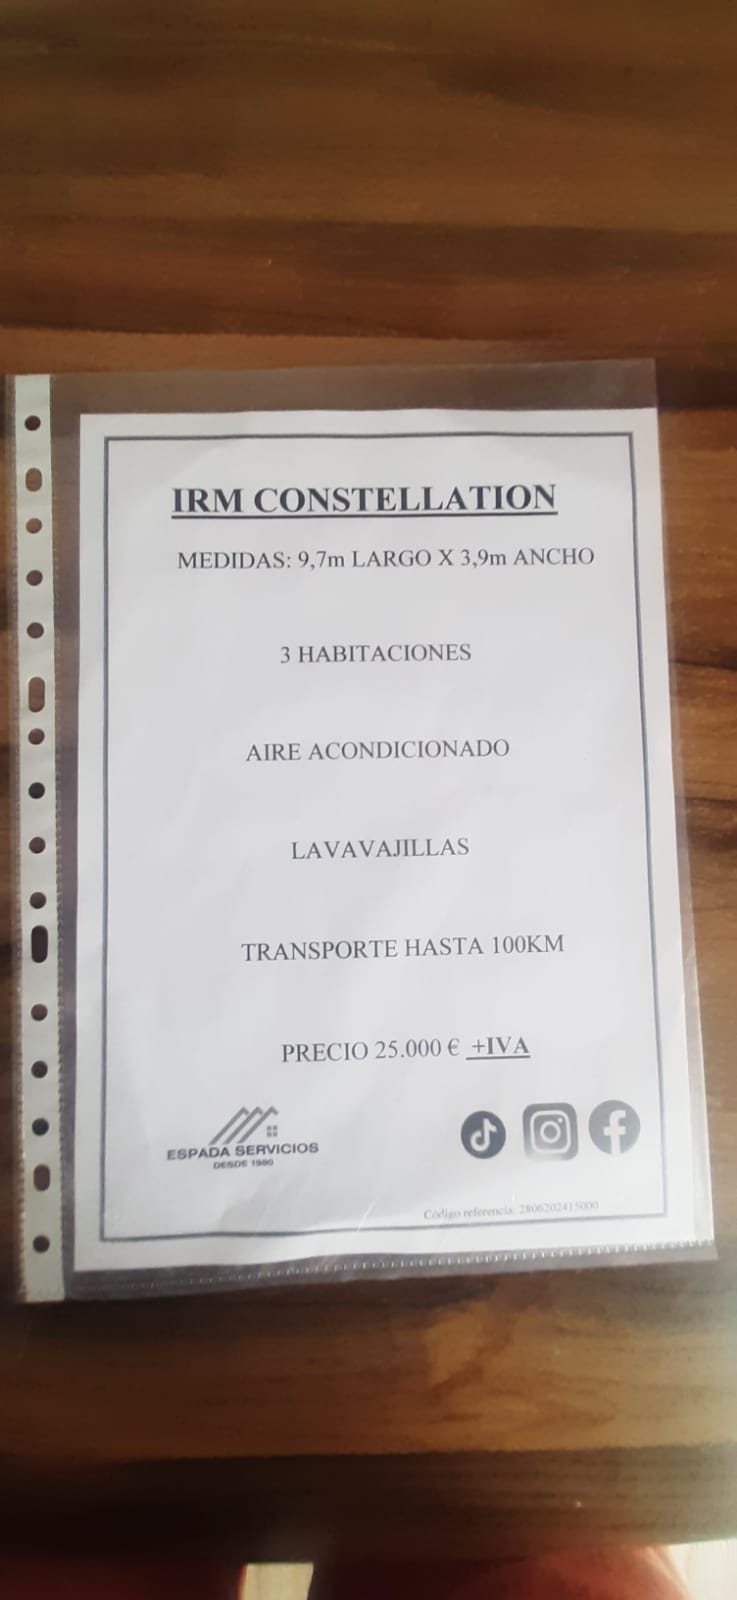 IRM CONSTELLATION
MEDIDAS: 9,7m LARGO X 3,9m ANCHO
3 HABITACIONES
AIRE ACONDICIONADO
LAVAVAJILLAS
TRANSPORTE HASTA 100KM
PRECIO 25.000 € +IVA
ESPADA SERVICIOS
DESDE 1980
Código referencia: 2806202415000